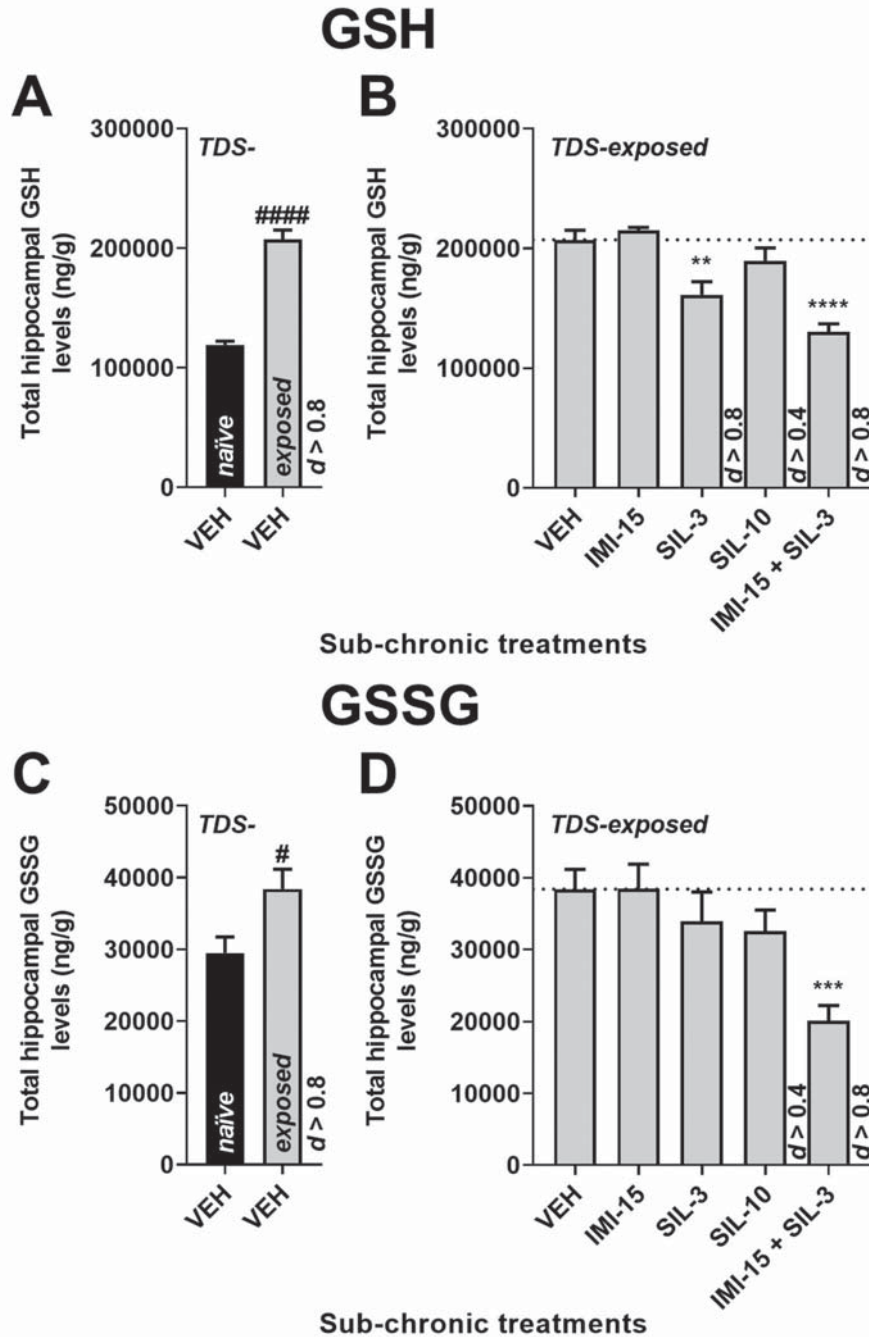 GSH
A
B
Total hippocampal GSH
levels (ng/g)
300000
200000
100000
0
TDS-
####
naïve
exposed
d > 0.8
VEH
VEH
Total hippocampal GSH
levels (ng/g)
300000
200000
100000
0
TDS-exposed
**
****
d > 0.8
d > 0.4
d > 0.8
VEH
IMI-15
SIL-3
SIL-10
IMI-15 + SIL-3
Sub-chronic treatments
GSSG
C
D
Total hippocampal GSSG
levels (ng/g)
50000
40000
30000
20000
10000
0
TDS-
#
naïve
exposed
d > 0.8
VEH
VEH
Total hippocampal GSSG
levels (ng/g)
50000
40000
30000
20000
10000
0
TDS-exposed
***
d > 0.4
d > 0.8
VEH
IMI-15
SIL-3
SIL-10
IMI-15 + SIL-3
Sub-chronic treatments